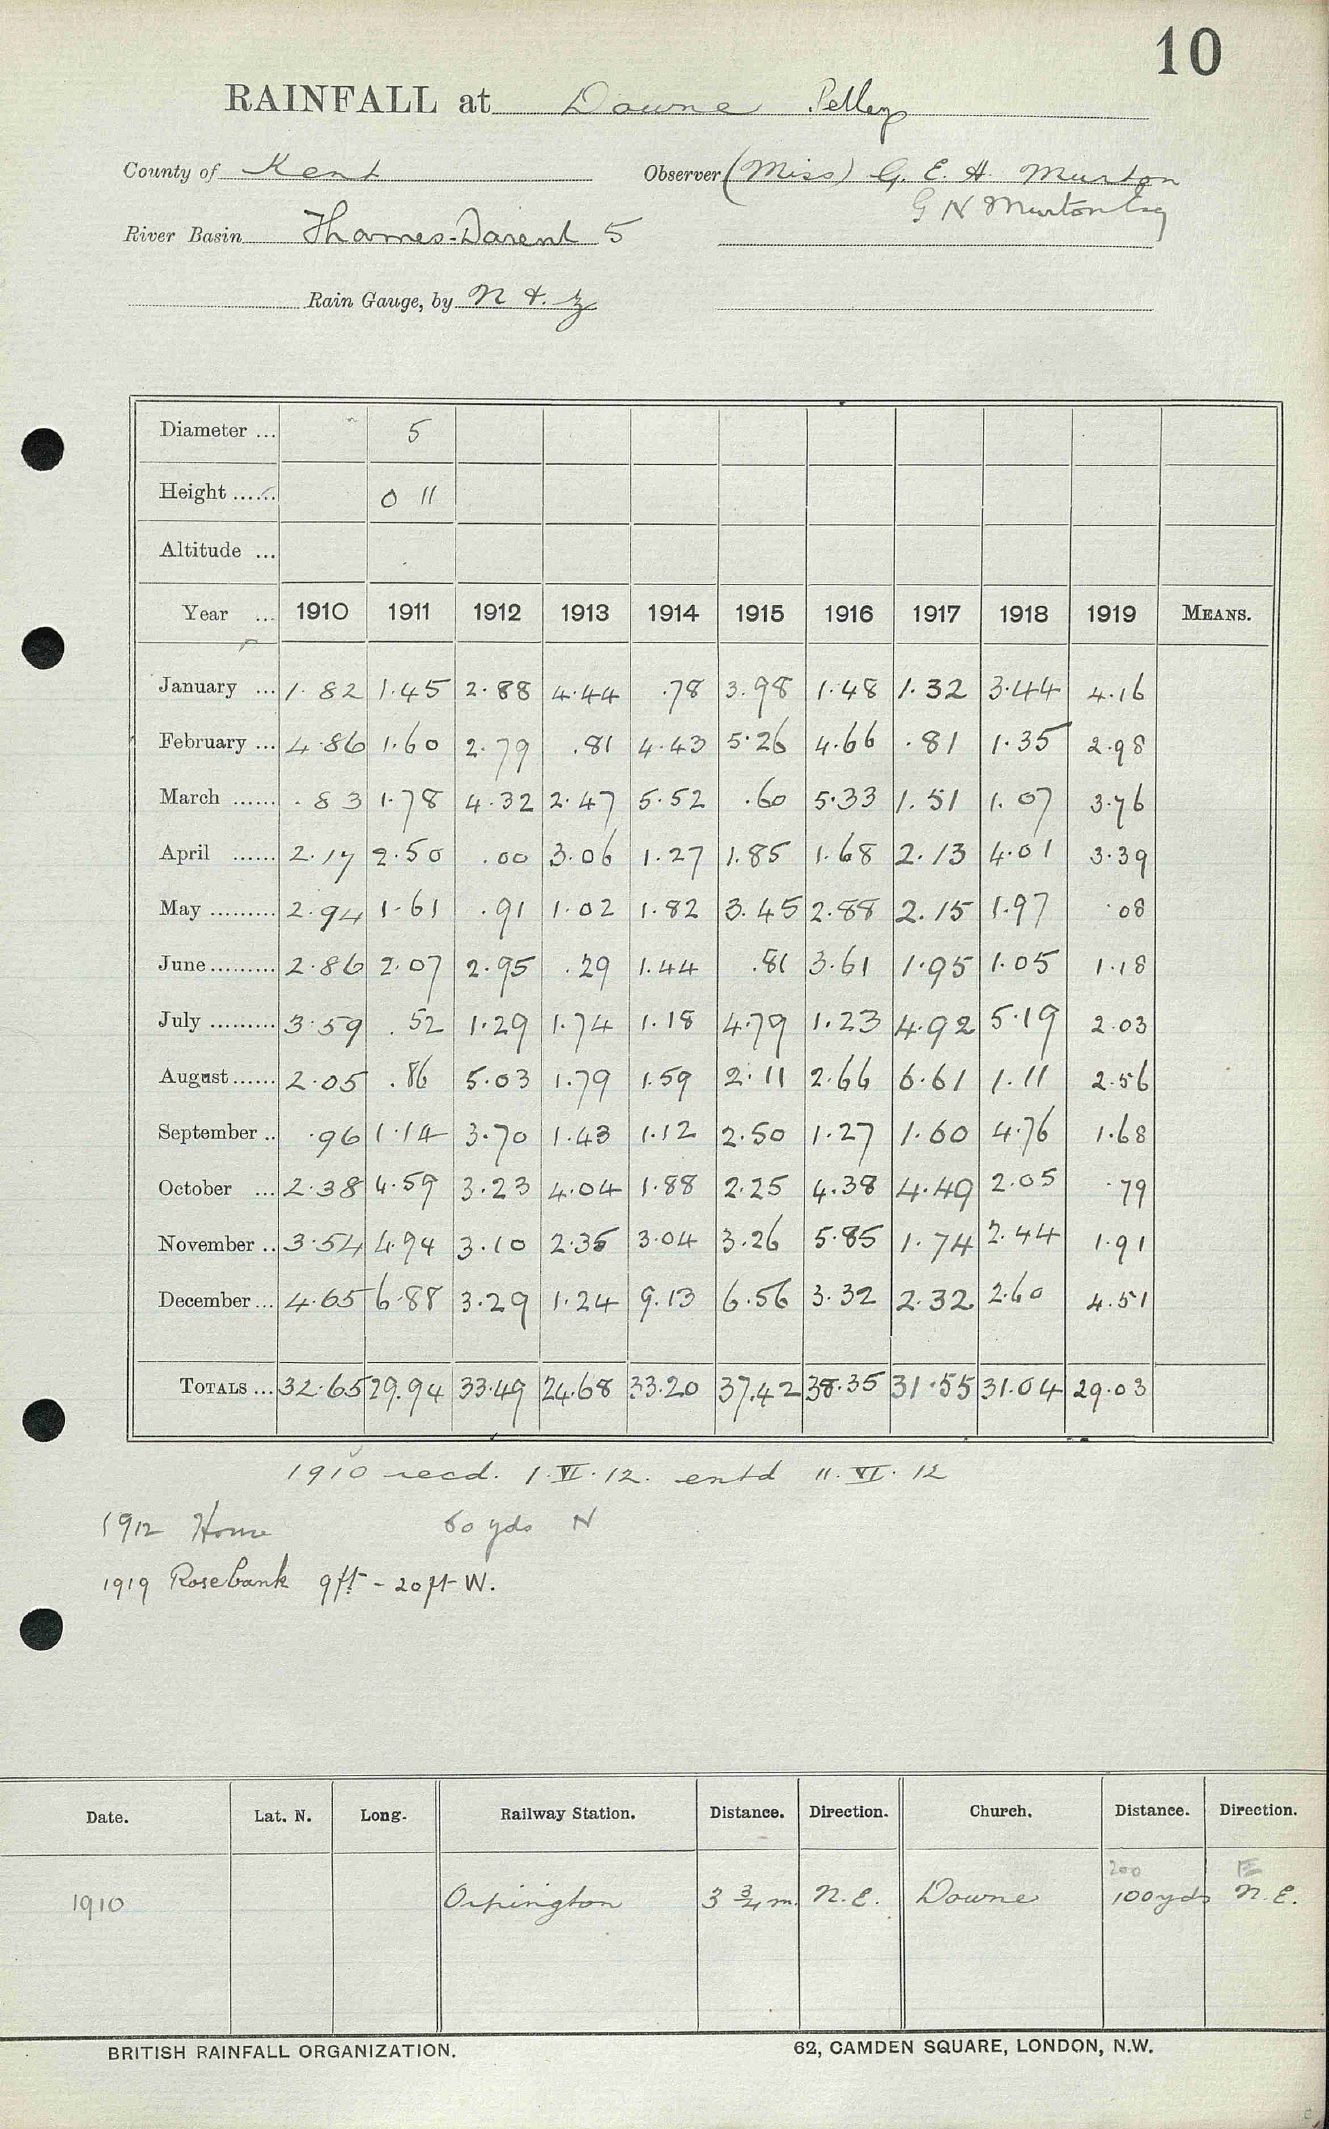 10
RAINFALL at Downe Pelley
County of Kent Observer (Miss) G. E. H. Murton
G N Murton Esq
River Basin Thames-Darent 5
Rain Gauge, by N & Z
Diameter ... 5
Height ...... 0 11
Altitude ...
Year ... 1910 1911 1912 1913 1914 1915 1916 1917 1918 1919 MEANS.
January ... 1.82 1.45 2.88 4.44 .78 3.98 1.48 1.32 3.44 4.16
February ... 4.86 1.60 2.79 .81 4.43 5.26 4.66 .81 1.35 2.98
March ...... .83 1.78 4.32 2.47 5.52 .60 5.33 1.51 1.07 3.76
April ...... 2.17 2.50 .00 3.06 1.27 1.85 1.68 2.13 4.01 3.39
May ......... 2.94 1.61 .91 1.02 1.82 3.45 2.88 2.15 1.97 .08
June ......... 2.86 2.07 2.95 .29 1.44 .81 3.61 1.95 1.05 1.18
July ......... 3.59 .52 1.29 1.74 1.18 4.79 1.23 4.92 5.19 2.03
August ...... 2.05 .86 5.03 1.79 1.59 2.11 2.66 6.61 1.11 2.56
September .. .96 1.14 3.70 1.43 1.12 2.50 1.27 1.60 4.76 1.68
October ... 2.38 4.59 3.23 4.04 1.88 2.25 4.38 4.49 2.05 .79
November .. 3.54 4.94 3.10 2.35 3.04 3.26 5.85 1.74 2.44 1.91
December ... 4.65 6.88 3.29 1.24 9.13 6.56 3.32 2.32 2.60 4.51
TOTALS ... 32.65 29.94 33.49 24.68 33.20 37.42 38.35 31.55 31.04 29.03
1910 recd. 1.VI.12. entd 11.VI.12
1912 House 60 yds N
1919 Rosebank 9ft - 20ft W.
Date. Lat. N. Long. Railway Station. Distance. Direction. Church. Distance. Direction.
200 E
1910 Orpington 3 3/4 m. N.E. Downe 100 yds N.E.
BRITISH RAINFALL ORGANIZATION. 62, CAMDEN SQUARE, LONDON, N.W.